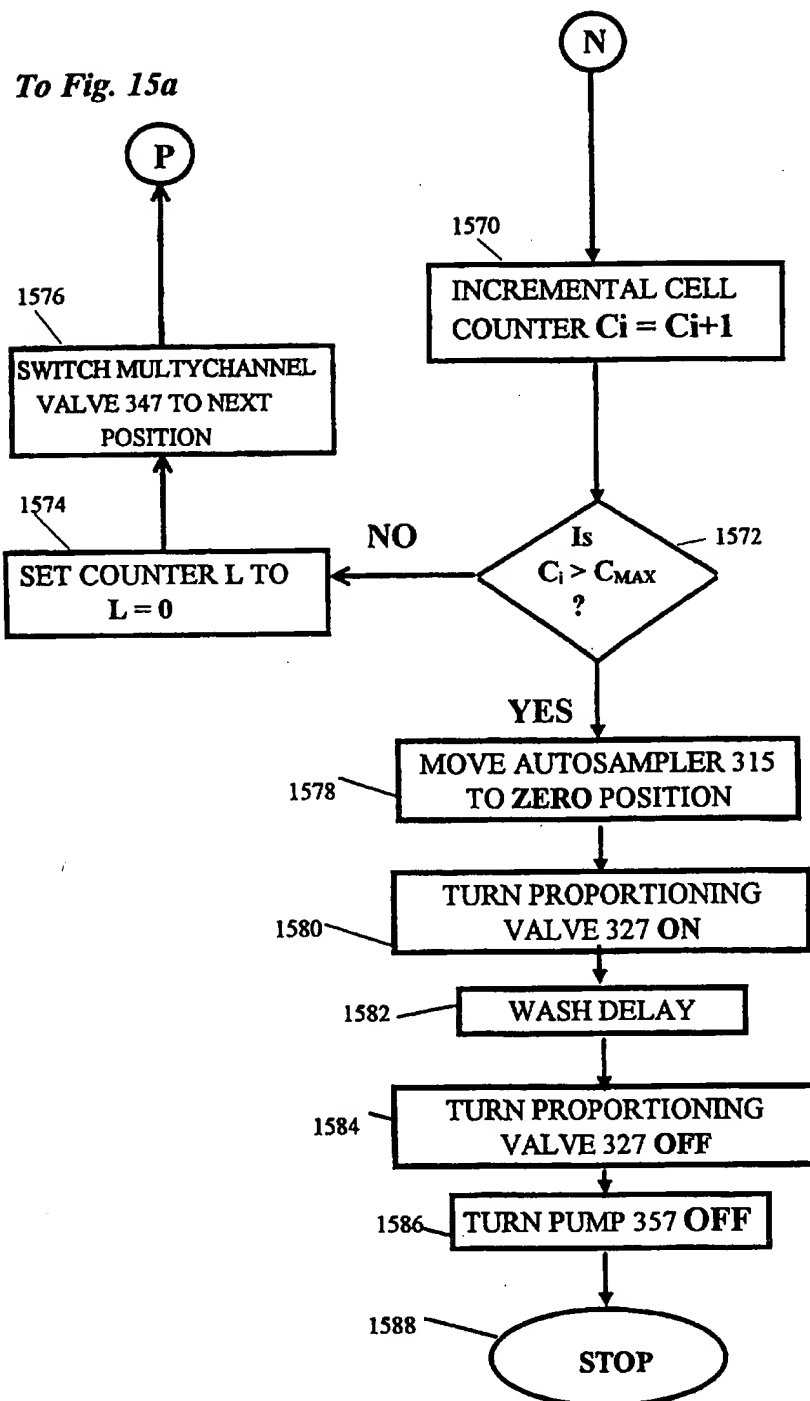 N
To Fig. 15a
P
1570
INCREMENTAL CELL
COUNTER Ci = Ci+1
1576
SWITCH MULTYCHANNEL
VALVE 347 TO NEXT
POSITION
1574
SET COUNTER L TO
L = 0
NO
Is
Ci > CMAX
?
1572
YES
MOVE AUTOSAMPLER 315
TO ZERO POSITION
1578
TURN PROPORTIONING
VALVE 327 ON
1580
WASH DELAY
1582
TURN PROPORTIONING
VALVE 327 OFF
1584
TURN PUMP 357 OFF
1586
1588
STOP